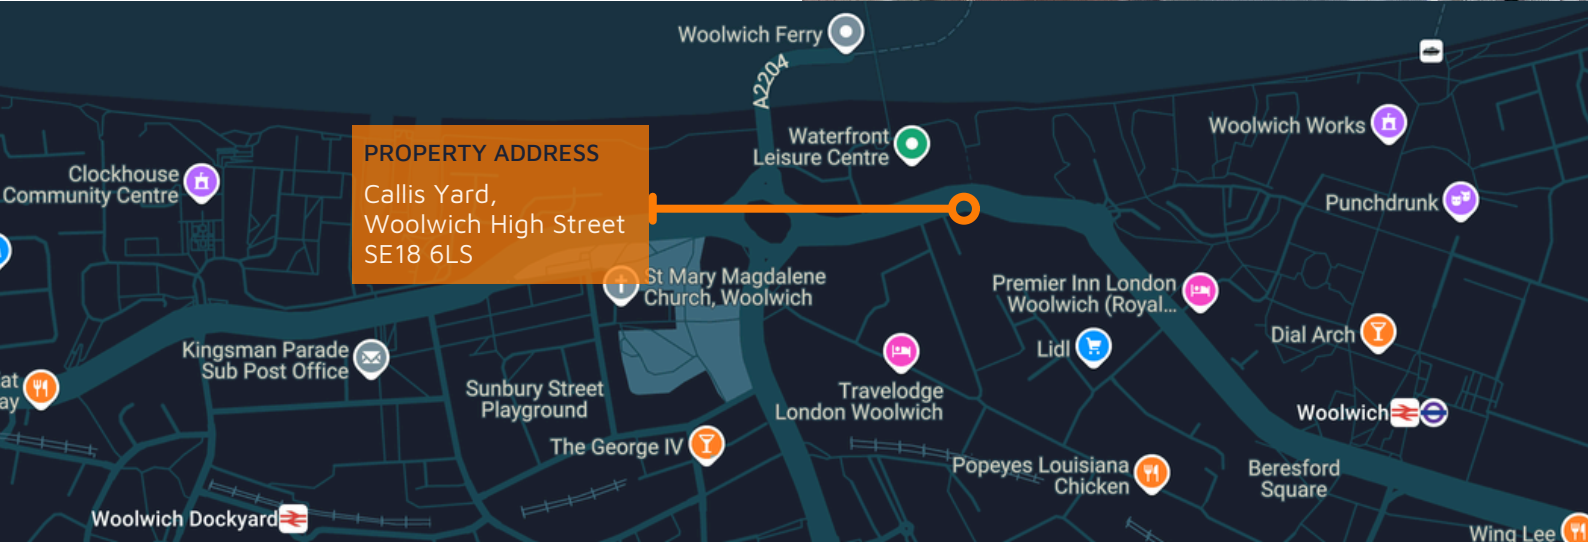 Woolwich Ferry
A2204
Waterfront
Leisure Centre
Woolwich Works
PROPERTY ADDRESS
Callis Yard,
Woolwich High Street
SE18 6LS
Clockhouse
Community Centre
Punchdrunk
St Mary Magdalene
Church, Woolwich
Premier Inn London
Woolwich (Royal...
Dial Arch
Lidl
Kingsman Parade
Sub Post Office
Sunbury Street
Playground
Travelodge
London Woolwich
at
ay
Woolwich
The George IV
Popeyes Louisiana
Chicken
Beresford
Square
Woolwich Dockyard
Wing Lee